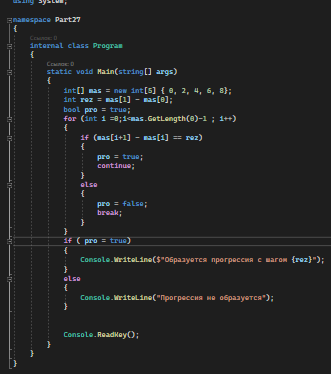 using System;
namespace Part27
{
Ссылок: 0
internal class Program
{
Ссылок: 0
static void Main(string[] args)
{
int[] mas = new int[5] { 0, 2, 4, 6, 8};
int rez = mas[1] - mas[0];
bool pro = true;
for (int i =0;i<mas.GetLength(0)-1 ; i++)
{
if (mas[i+1] - mas[i] == rez)
{
pro = true;
continue;
}
else
{
pro = false;
break;
}
}
if ( pro = true)
{
Console.WriteLine($"Образуется прогрессия с шагом {rez}");
}
else
{
Console.WriteLine("Прогрессия не образуется");
}
Console.ReadKey();
}
}
}